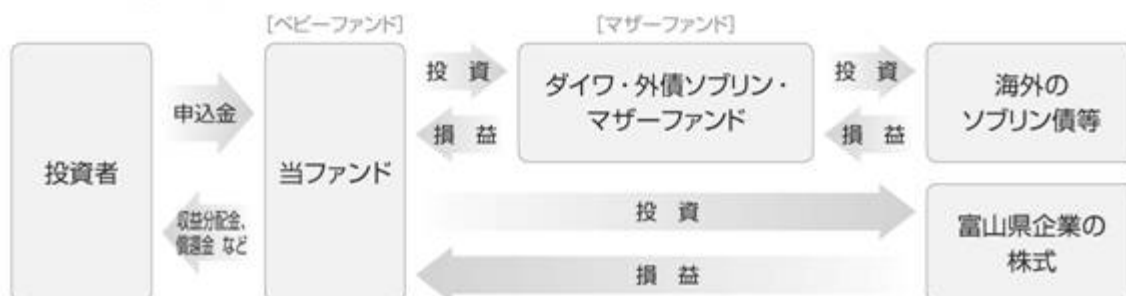 [ベビーファンド]
[マザーファンド]
投資者
申込金
収益分配金、
償還金 など
当ファンド
投 資
損 益
ダイワ・外債ソブリン・
マザーファンド
投 資
損 益
海外の
ソブリン債等
投 資
損 益
富山県企業の
株式